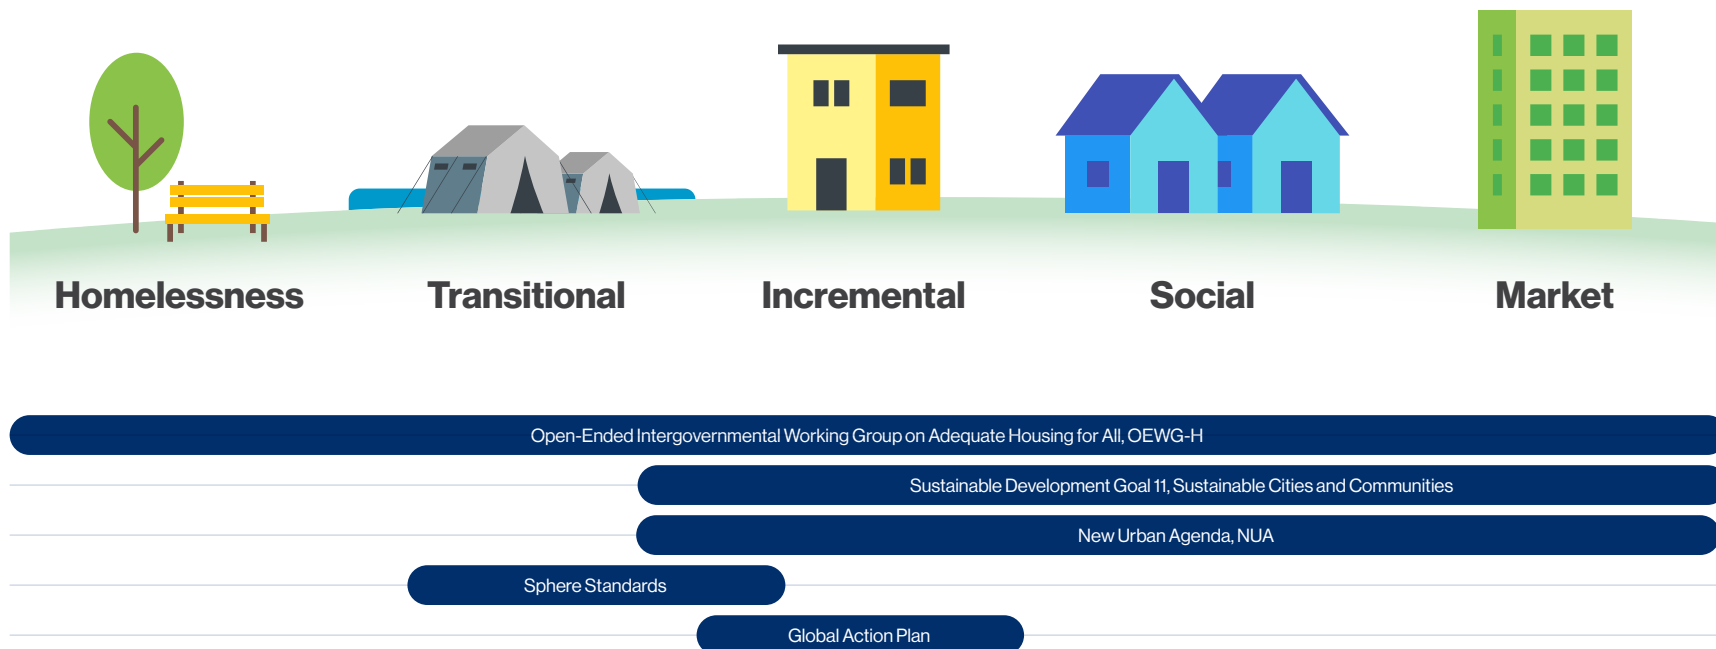 Homelessness
Transitional
Incremental
Social
Market
Open-Ended Intergovernmental Working Group on Adequate Housing for All, OEWG-H
Sustainable Development Goal 11, Sustainable Cities and Communities
New Urban Agenda, NUA
Sphere Standards
Global Action Plan